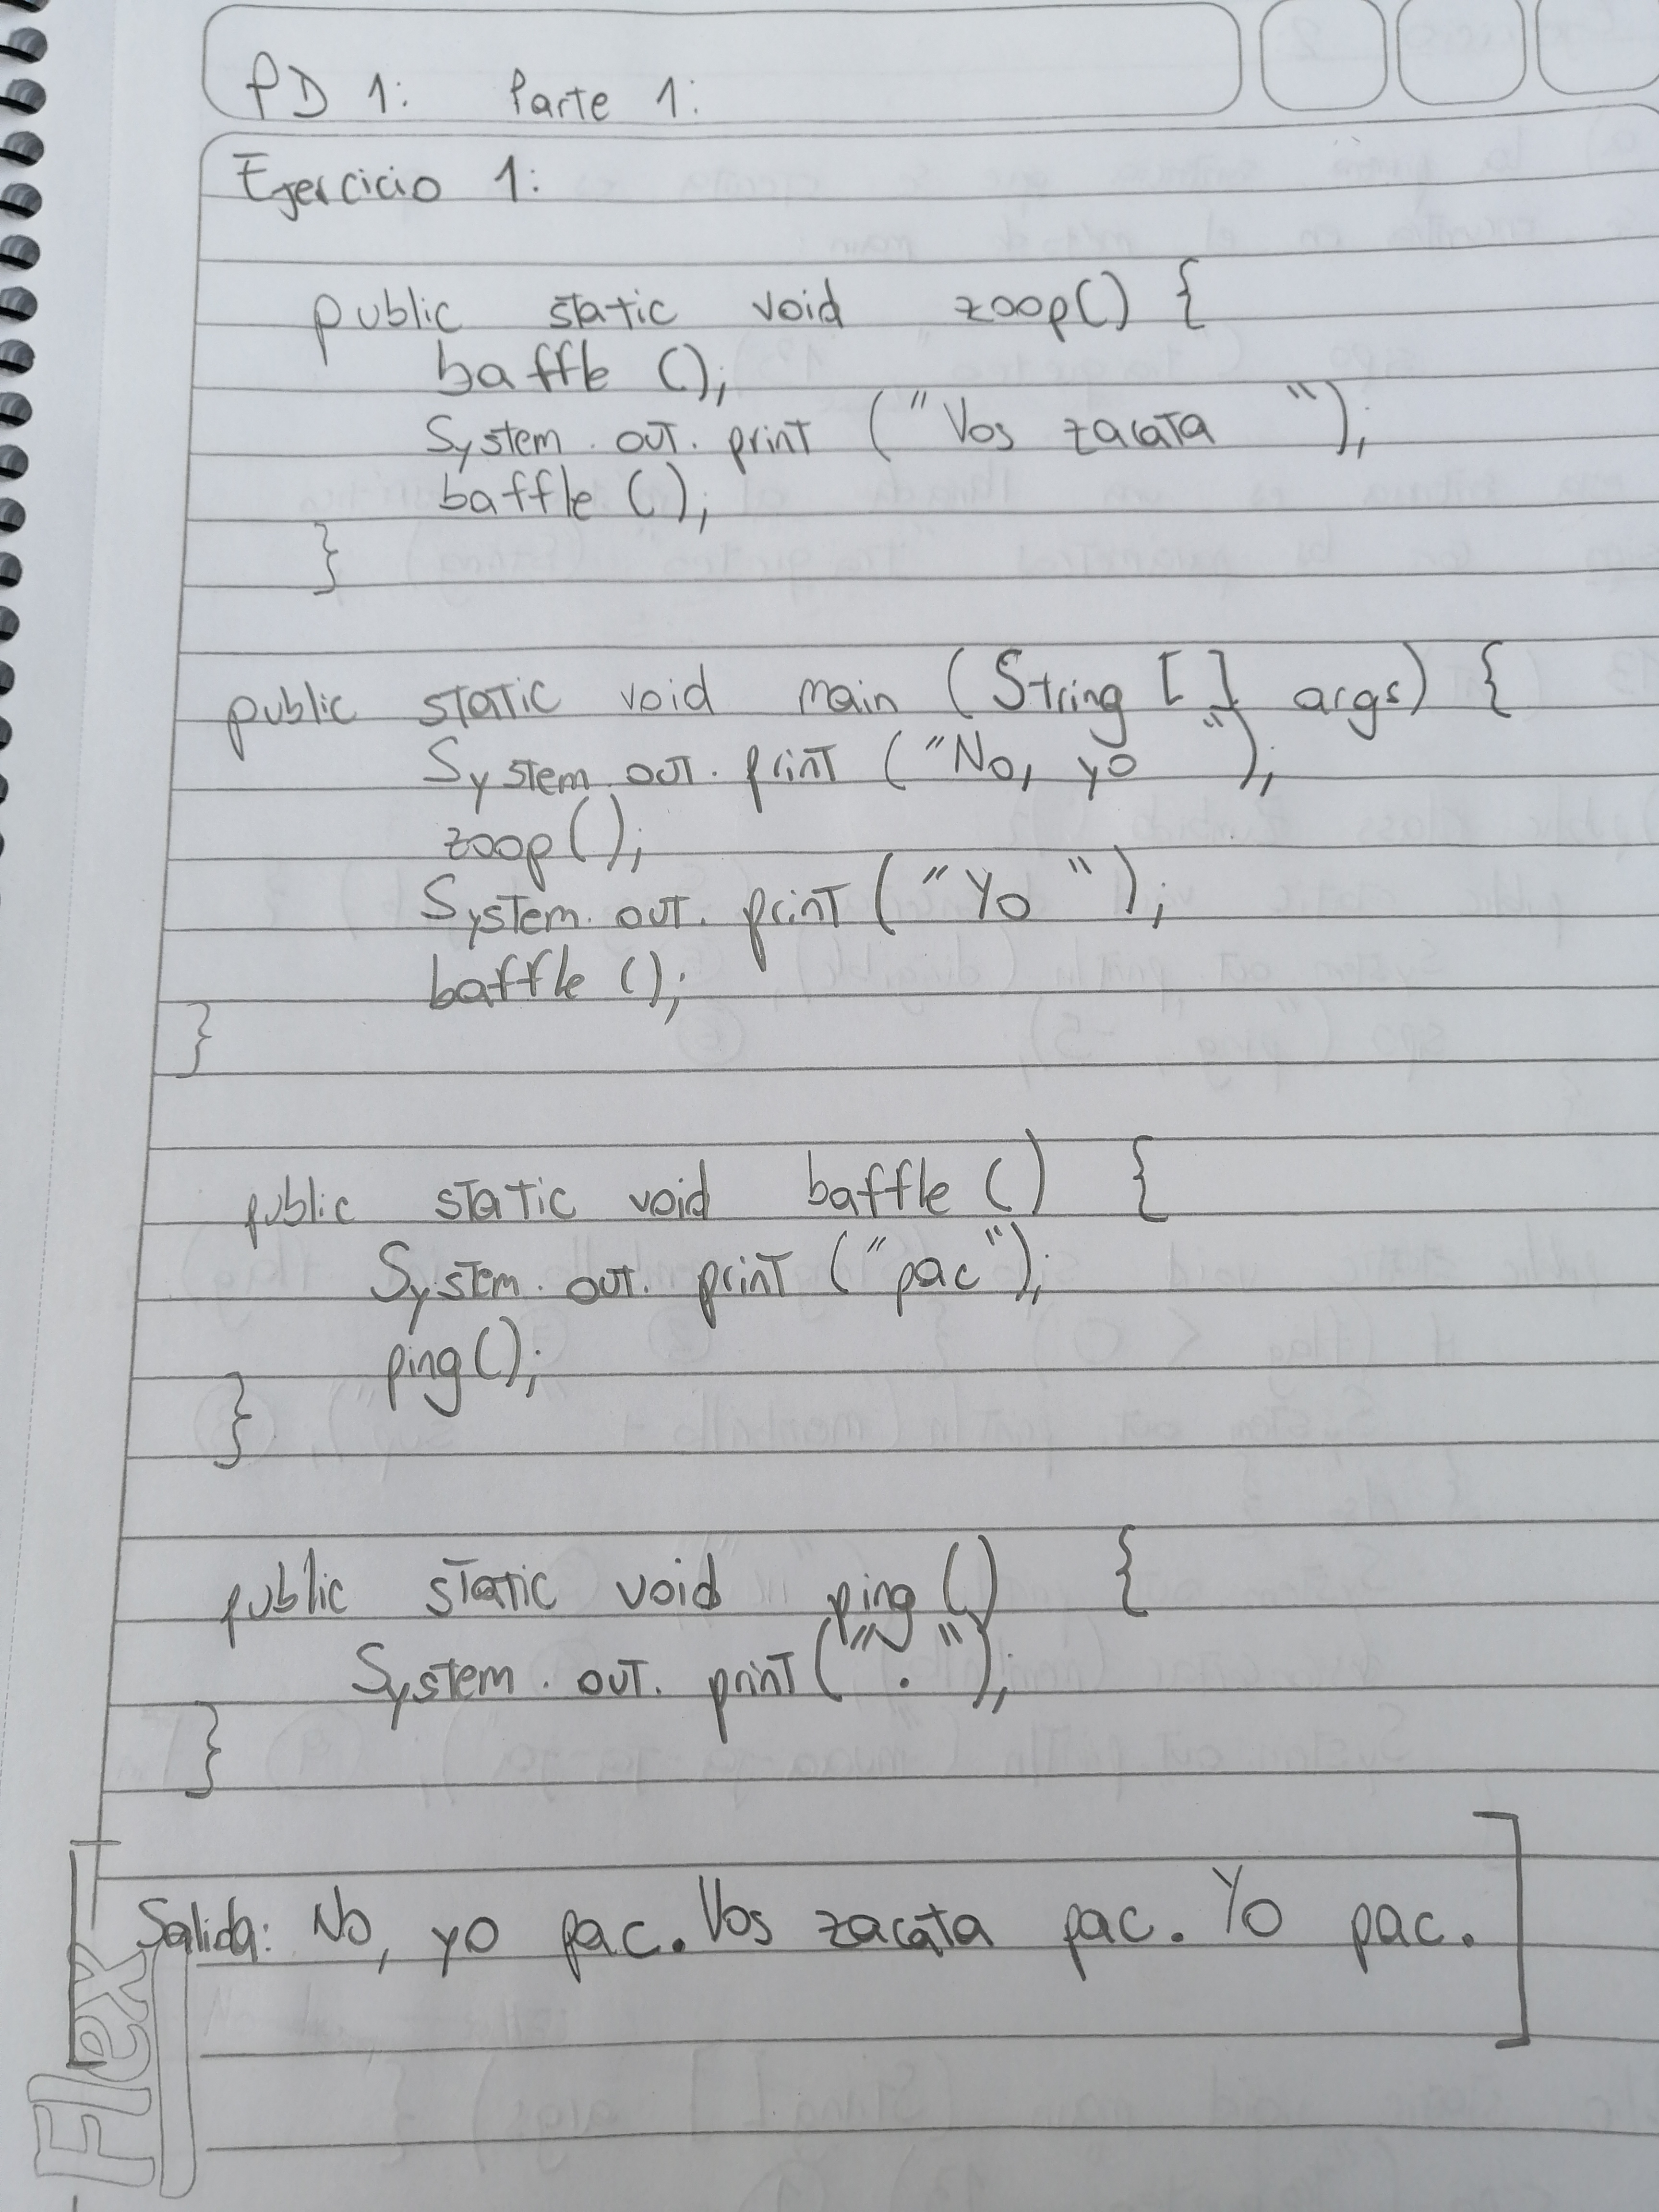 PD 1: Parte 1:
Ejercicio 1:
public static void zoop() {
baffle ();
System. out. print ("Vos zacata ");
baffle ();
}
public static void main (String [] args) {
System. out. print ("No, yo ");
zoop();
System. out. print ("Yo ");
baffle ();
}
public static void baffle () {
System. out. print ("pac");
ping();
}
public static void ping () {
System. out. print (". ");
}
Salida: No, yo pac. Vos zacata pac. Yo pac.
Flex